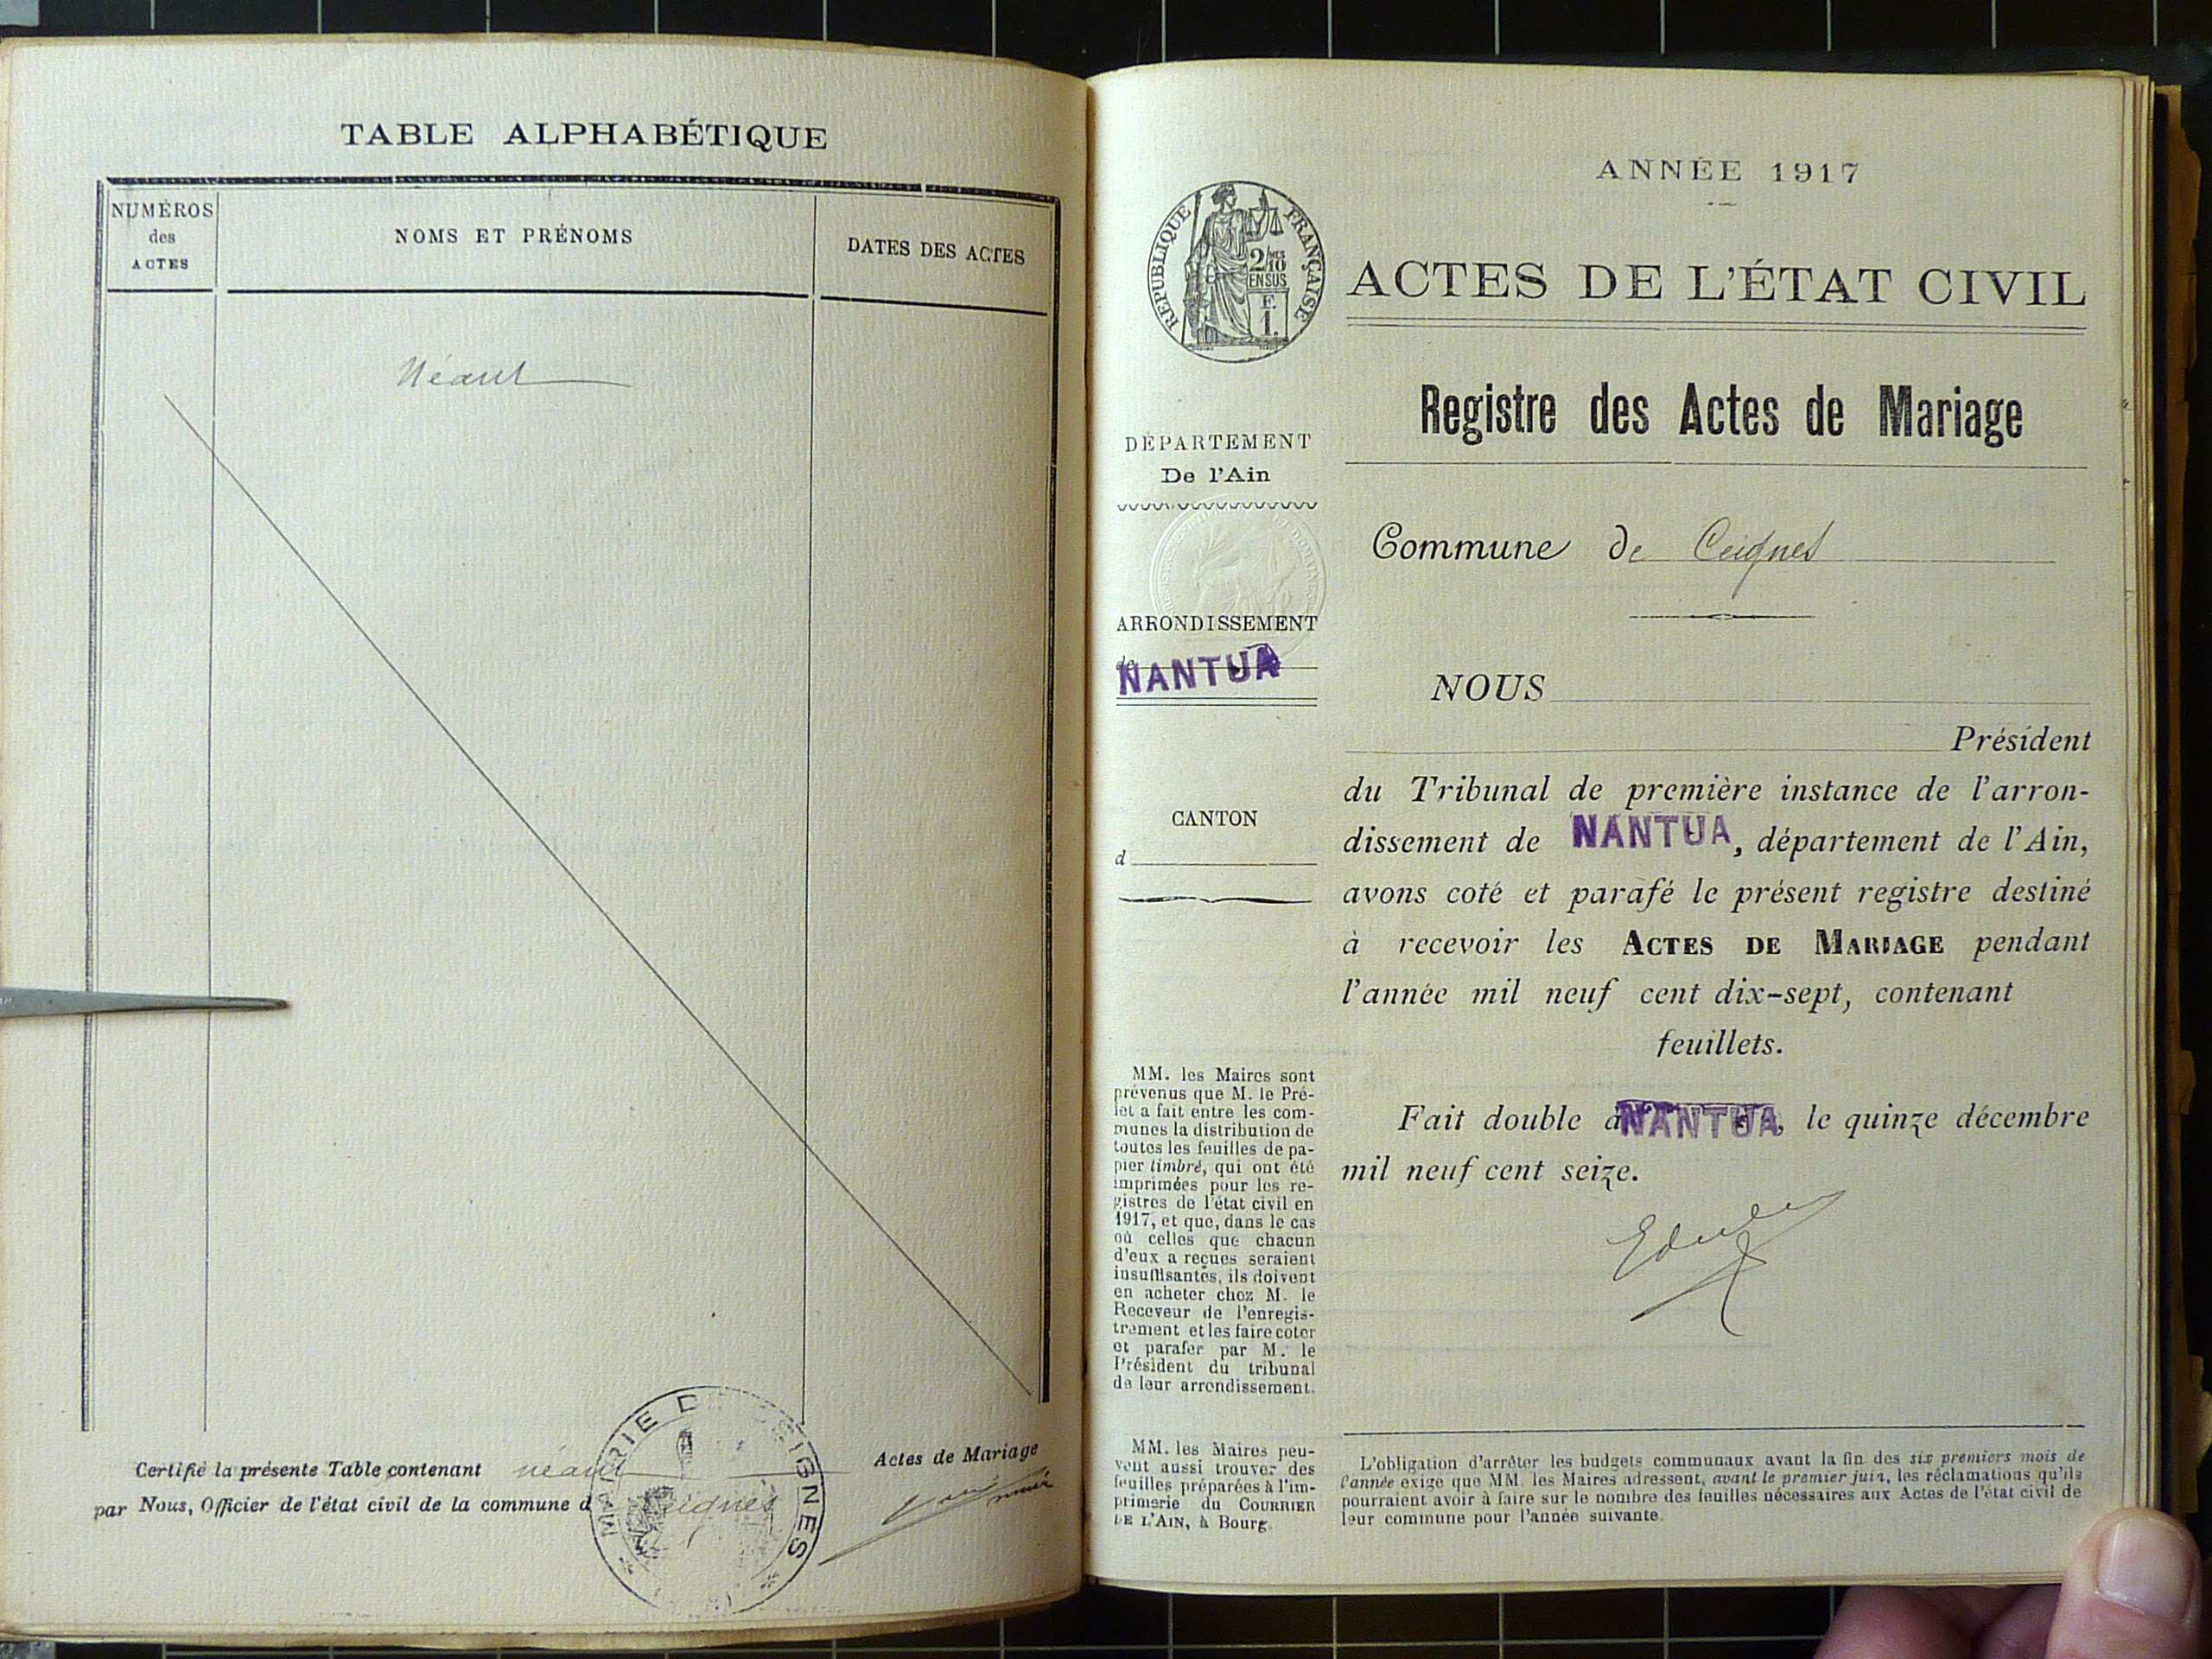 TABLE ALPHABÉTIQUE
NUMÉROS
des
ACTES
NOMS ET PRÉNOMS
DATES DES ACTES
Néant
Certifié la présente Table contenant néant Actes de Mariage
par Nous, Officier de l'état civil de la commune d Ceignes
MAIRIE D CEIGNES
ANNÉE 1917
RÉPUBLIQUE FRANÇAISE
2/10
EN SUS
F.
1.
ACTES DE L'ÉTAT CIVIL
Registre des Actes de Mariage
DÉPARTEMENT
De l'Ain
Commune de Ceignes
ARRONDISSEMENT
de NANTUA
CANTON
d
NOUS
Président
du Tribunal de première instance de l'arron-
dissement de NANTUA, département de l'Ain,
avons coté et parafé le présent registre destiné
à recevoir les ACTES DE MARIAGE pendant
l'année mil neuf cent dix-sept, contenant
feuillets.
Fait double à NANTUA, le quinze décembre
mil neuf cent seize.
MM. les Maires sont
prévenus que M. le Pré-
fet a fait entre les com-
munes la distribution de
toutes les feuilles de pa-
pier timbré, qui ont été
imprimées pour les re-
gistres de l'état civil en
1917, et que, dans le cas
où celles que chacun
d'eux a reçues seraient
insuffisantes, ils doivent
en acheter chez M. le
Receveur de l'enregis-
trement et les faire coter
et parafer par M. le
Président du tribunal
de leur arrondissement.
MM. les Maires peu-
vent aussi trouver des
feuilles préparées à l'im-
primerie du COURRIER
DE L'AIN, à Bourg.
L'obligation d'arrêter les budgets communaux avant la fin des six premiers mois de
l'année exige que MM. les Maires adressent, avant le premier juin, les réclamations qu'ils
pourraient avoir à faire sur le nombre des feuilles nécessaires aux Actes de l'état civil de
leur commune pour l'année suivante.